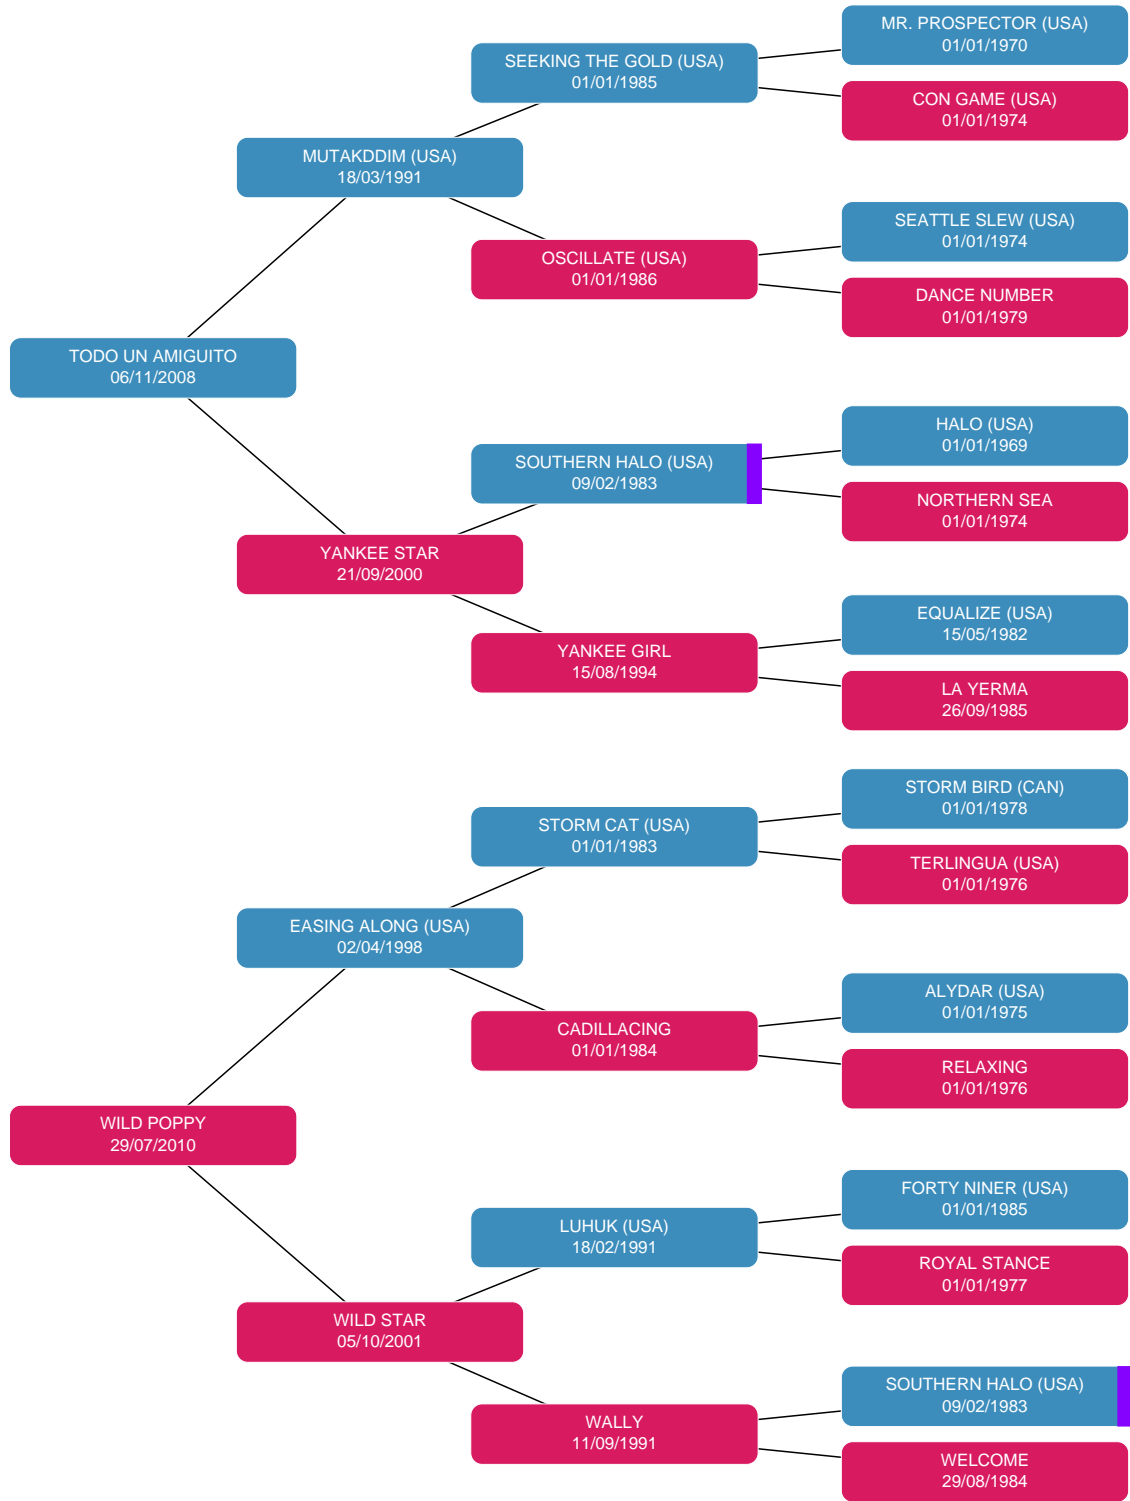 MR. PROSPECTOR (USA)
01/01/1970
SEEKING THE GOLD (USA)
01/01/1985
CON GAME (USA)
01/01/1974
MUTAKDDIM (USA)
18/03/1991
SEATTLE SLEW (USA)
01/01/1974
OSCILLATE (USA)
01/01/1986
DANCE NUMBER
01/01/1979
TODO UN AMIGUITO
06/11/2008
HALO (USA)
01/01/1969
SOUTHERN HALO (USA)
09/02/1983
NORTHERN SEA
01/01/1974
YANKEE STAR
21/09/2000
EQUALIZE (USA)
15/05/1982
YANKEE GIRL
15/08/1994
LA YERMA
26/09/1985
STORM BIRD (CAN)
01/01/1978
STORM CAT (USA)
01/01/1983
TERLINGUA (USA)
01/01/1976
EASING ALONG (USA)
02/04/1998
ALYDAR (USA)
01/01/1975
CADILLACING
01/01/1984
RELAXING
01/01/1976
WILD POPPY
29/07/2010
FORTY NINER (USA)
01/01/1985
LUHUK (USA)
18/02/1991
ROYAL STANCE
01/01/1977
WILD STAR
05/10/2001
SOUTHERN HALO (USA)
09/02/1983
WALLY
11/09/1991
WELCOME
29/08/1984